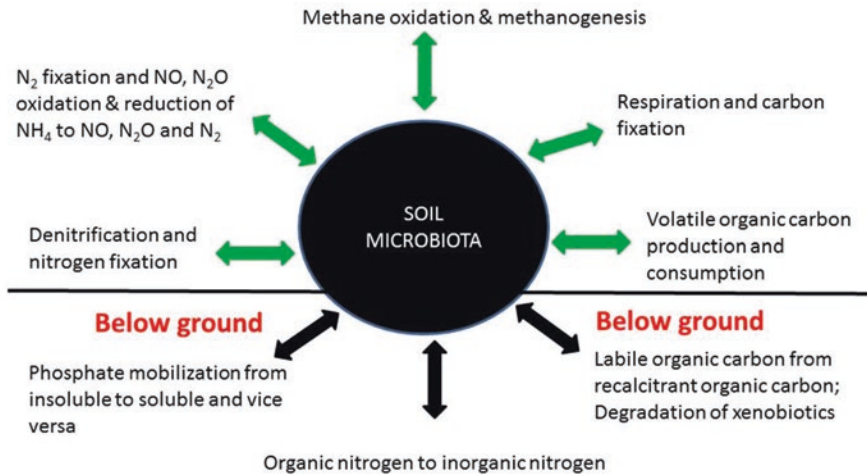 Methane oxidation & methanogenesis
N₂ fixation and NO, N₂O
oxidation & reduction of
NH₄ to NO, N₂O and N₂
Respiration and carbon
fixation
SOIL
MICROBIOTA
Denitrification and
nitrogen fixation
Volatile organic carbon
production and
consumption
Below ground
Below ground
Phosphate mobilization from
insoluble to soluble and vice
versa
Labile organic carbon from
recalcitrant organic carbon;
Degradation of xenobiotics
Organic nitrogen to inorganic nitrogen